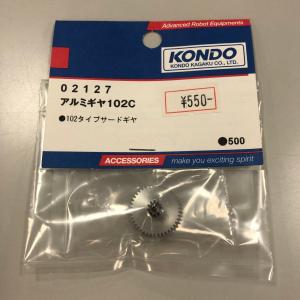 Advanced Robot Equipments
KONDO
KONDO KAGAKU CO., LTD.
02127
アルミギヤ102C
¥550-
●102タイプサードギヤ
●500
ACCESSORIES
make you exciting spirit
KONDO